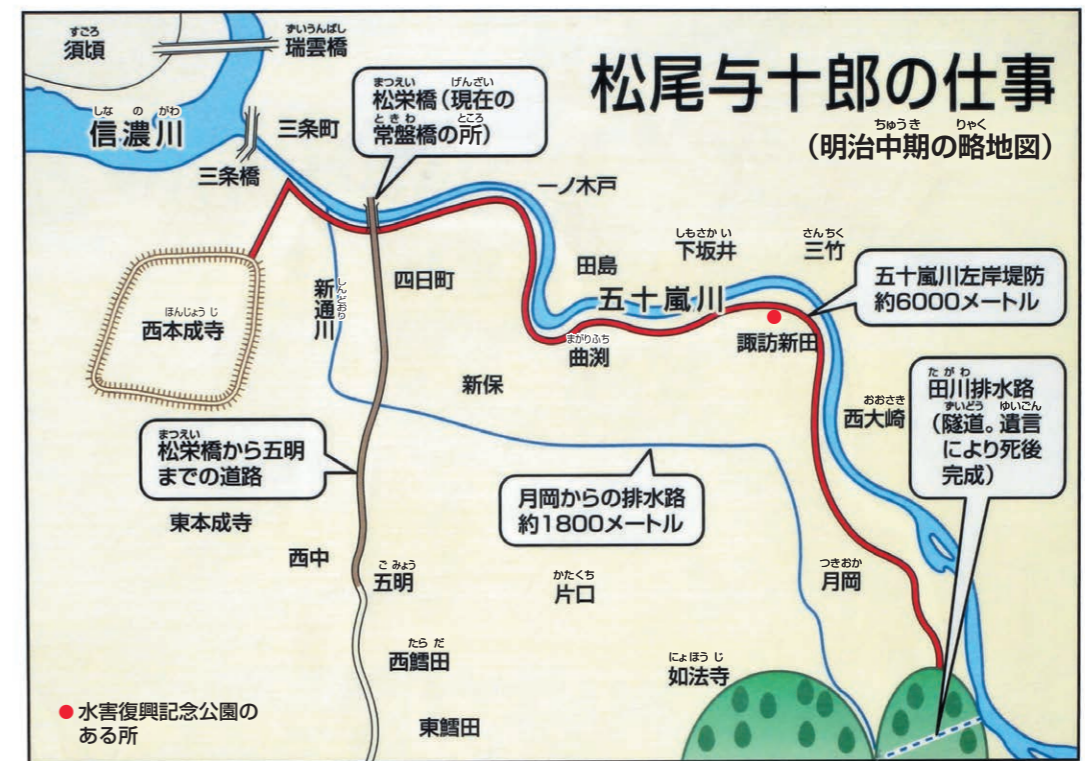 松尾与十郎の仕事
ちゅうき りゃく
(明治中期の略地図)
すごろ
須頃
ずいうんばし
瑞雲橋
しなのがわ
信濃川
三条町
三条橋
まつえい げんざい
松栄橋(現在の
ときわ ところ
常盤橋の所)
一ノ木戸
しもさかい
下坂井
さんちく
三竹
田島
五十嵐川
五十嵐川左岸堤防
約6000メートル
四日町
しんどおり
新通川
ほんじょうじ
西本成寺
まがりふち
曲渕
諏訪新田
新保
おおさき
西大崎
たがわ
田川排水路
ずいどう ゆいごん
(隧道。遺言
により死後
完成)
まつえい
松栄橋から五明
までの道路
月岡からの排水路
約1800メートル
東本成寺
西中
ごみょう
五明
かたくち
片口
つきおか
月岡
たらだ
西鱈田
にょほうじ
如法寺
東鱈田
水害復興記念公園の
ある所